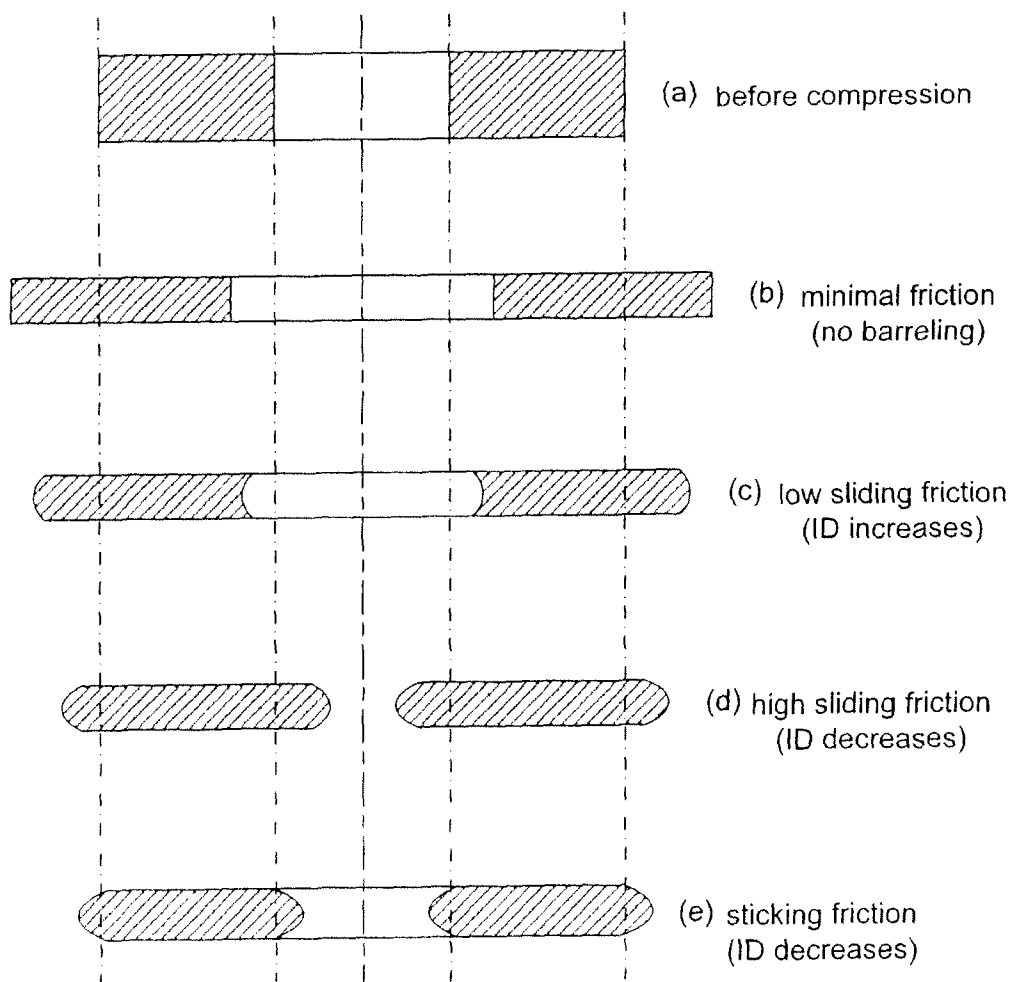 (a) before compression
(b) minimal friction
(no barreling)
(c) low sliding friction
(ID increases)
(d) high sliding friction
(ID decreases)
(e) sticking friction
(ID decreases)